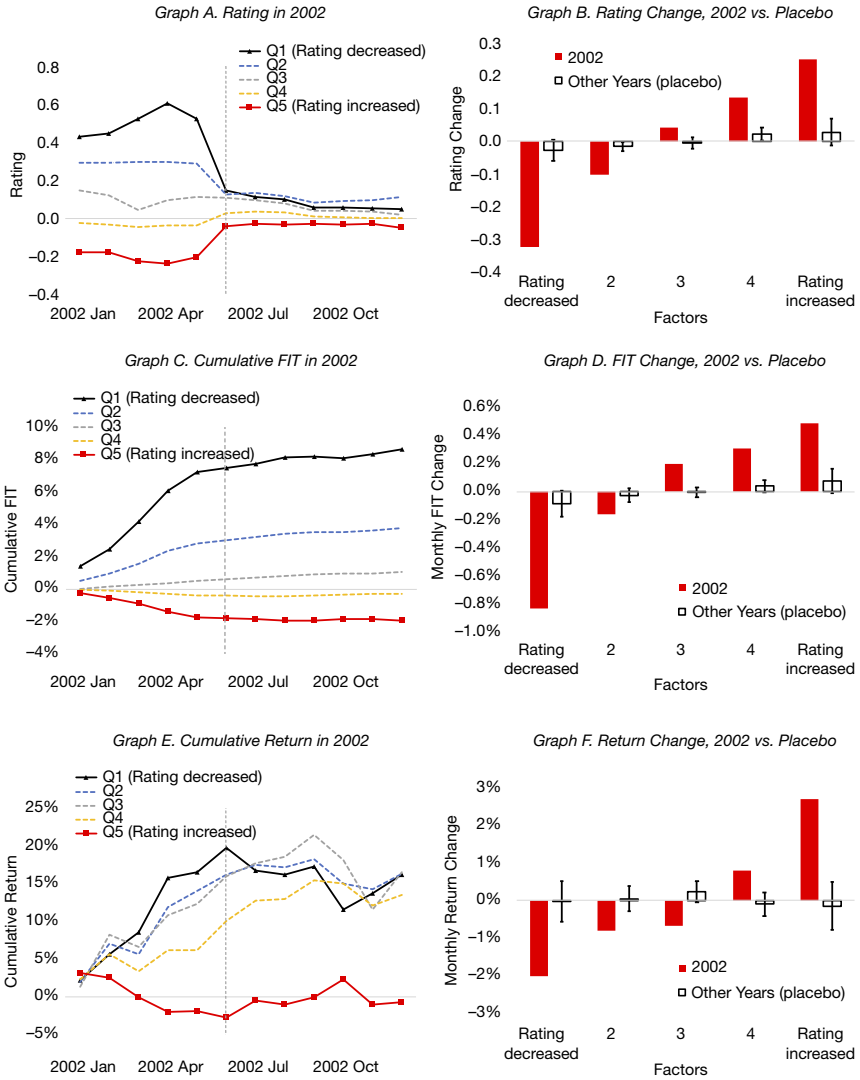 Graph A. Rating in 2002
Q1 (Rating decreased)
Q2
Q3
Q4
Q5 (Rating increased)
0.8
0.6
0.4
0.2
0.0
−0.2
−0.4
Rating
2002 Jan
2002 Apr
2002 Jul
2002 Oct
Graph B. Rating Change, 2002 vs. Placebo
2002
Other Years (placebo)
0.3
0.2
0.1
0.0
−0.1
−0.2
−0.3
−0.4
Rating Change
Rating
decreased
2
3
4
Rating
increased
Factors
Graph C. Cumulative FIT in 2002
Q1 (Rating decreased)
Q2
Q3
Q4
Q5 (Rating increased)
10%
8%
6%
4%
2%
0%
−2%
−4%
Cumulative FIT
2002 Jan
2002 Apr
2002 Jul
2002 Oct
Graph D. FIT Change, 2002 vs. Placebo
0.6%
0.4%
0.2%
0.0%
−0.2%
−0.4%
−0.6%
−0.8%
−1.0%
Monthly FIT Change
2002
Other Years (placebo)
Rating
decreased
2
3
4
Rating
increased
Factors
Graph E. Cumulative Return in 2002
Q1 (Rating decreased)
Q2
Q3
Q4
Q5 (Rating increased)
25%
20%
15%
10%
5%
0%
−5%
Cumulative Return
2002 Jan
2002 Apr
2002 Jul
2002 Oct
Graph F. Return Change, 2002 vs. Placebo
3%
2%
1%
0%
−1%
−2%
−3%
Monthly Return Change
2002
Other Years (placebo)
Rating
decreased
2
3
4
Rating
increased
Factors